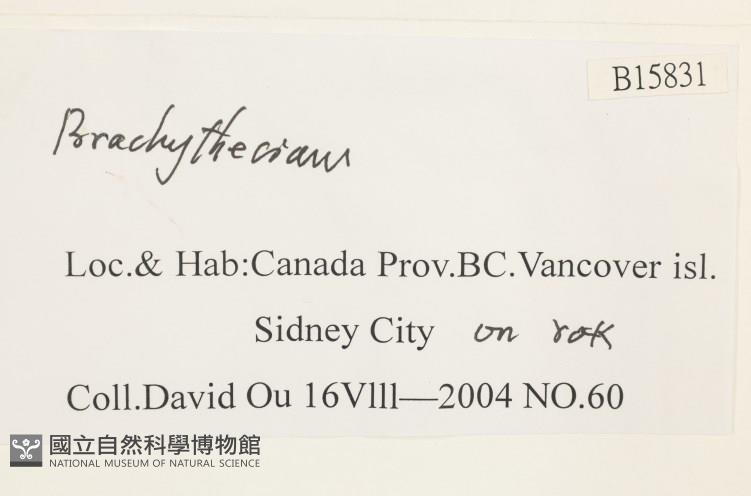 B15831
Brachythecium
Loc.& Hab:Canada Prov.BC.Vancover isl.
Sidney City on rok
Coll.David Ou 16Vlll—2004 NO.60
國立自然科學博物館
NATIONAL MUSEUM OF NATURAL SCIENCE